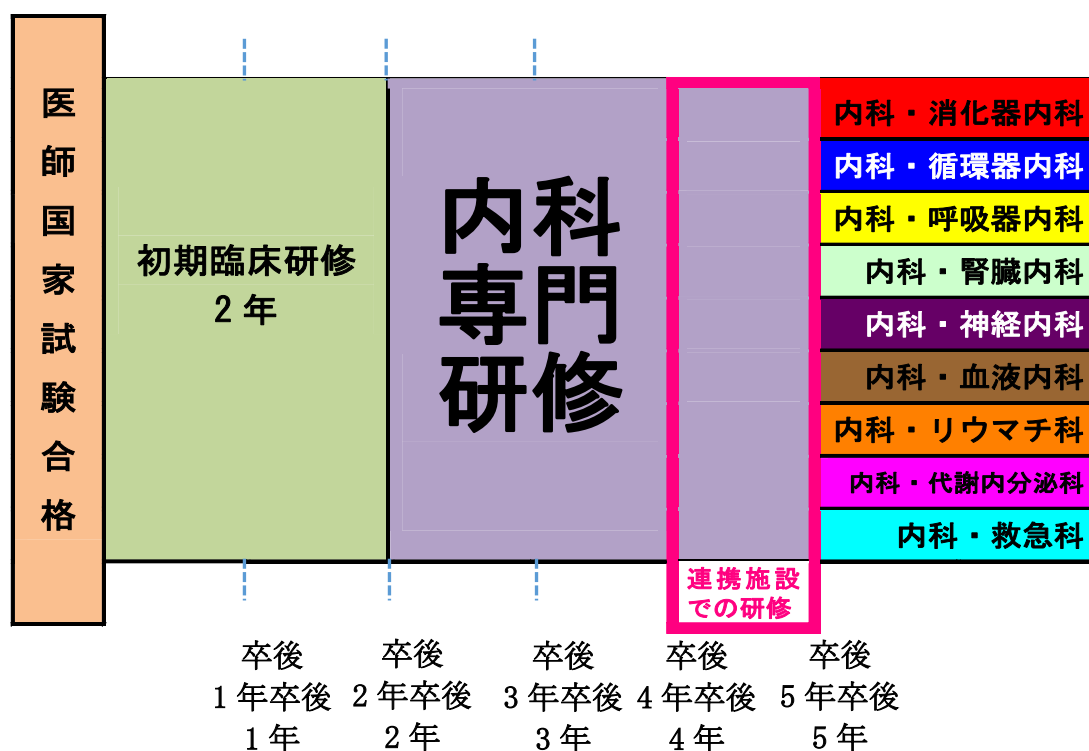 医師国家試験合格
初期臨床研修
2年
内科
専門
研修
内科・消化器内科
内科・循環器内科
内科・呼吸器内科
内科・腎臓内科
内科・神経内科
内科・血液内科
内科・リウマチ科
内科・代謝内分泌科
内科・救急科
連携施設
での研修
卒後
1年卒後
1年
卒後
2年卒後
2年
卒後
3年卒後
3年
卒後
4年卒後
4年
卒後
5年卒後
5年